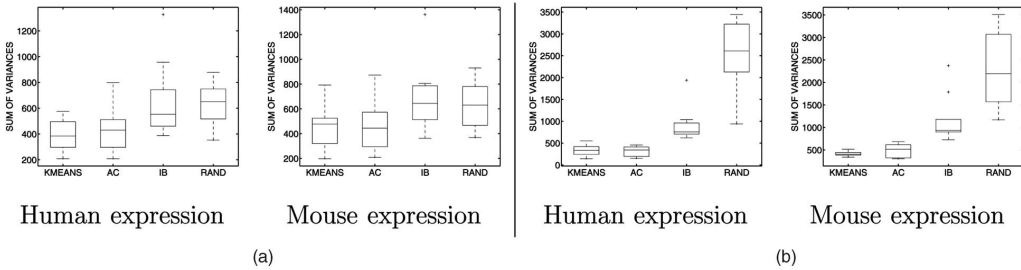 SUM OF VARIANCES
1200
1000
800
600
400
200
KMEANS AC IB RAND
Human expression
SUM OF VARIANCES
1400
1200
1000
800
600
400
200
KMEANS AC IB RAND
Mouse expression
(a)
SUM OF VARIANCES
3500
3000
2500
2000
1500
1000
500
0
KMEANS AC IB RAND
Human expression
SUM OF VARIANCES
3500
3000
2500
2000
1500
1000
500
KMEANS AC IB RAND
Mouse expression
(b)